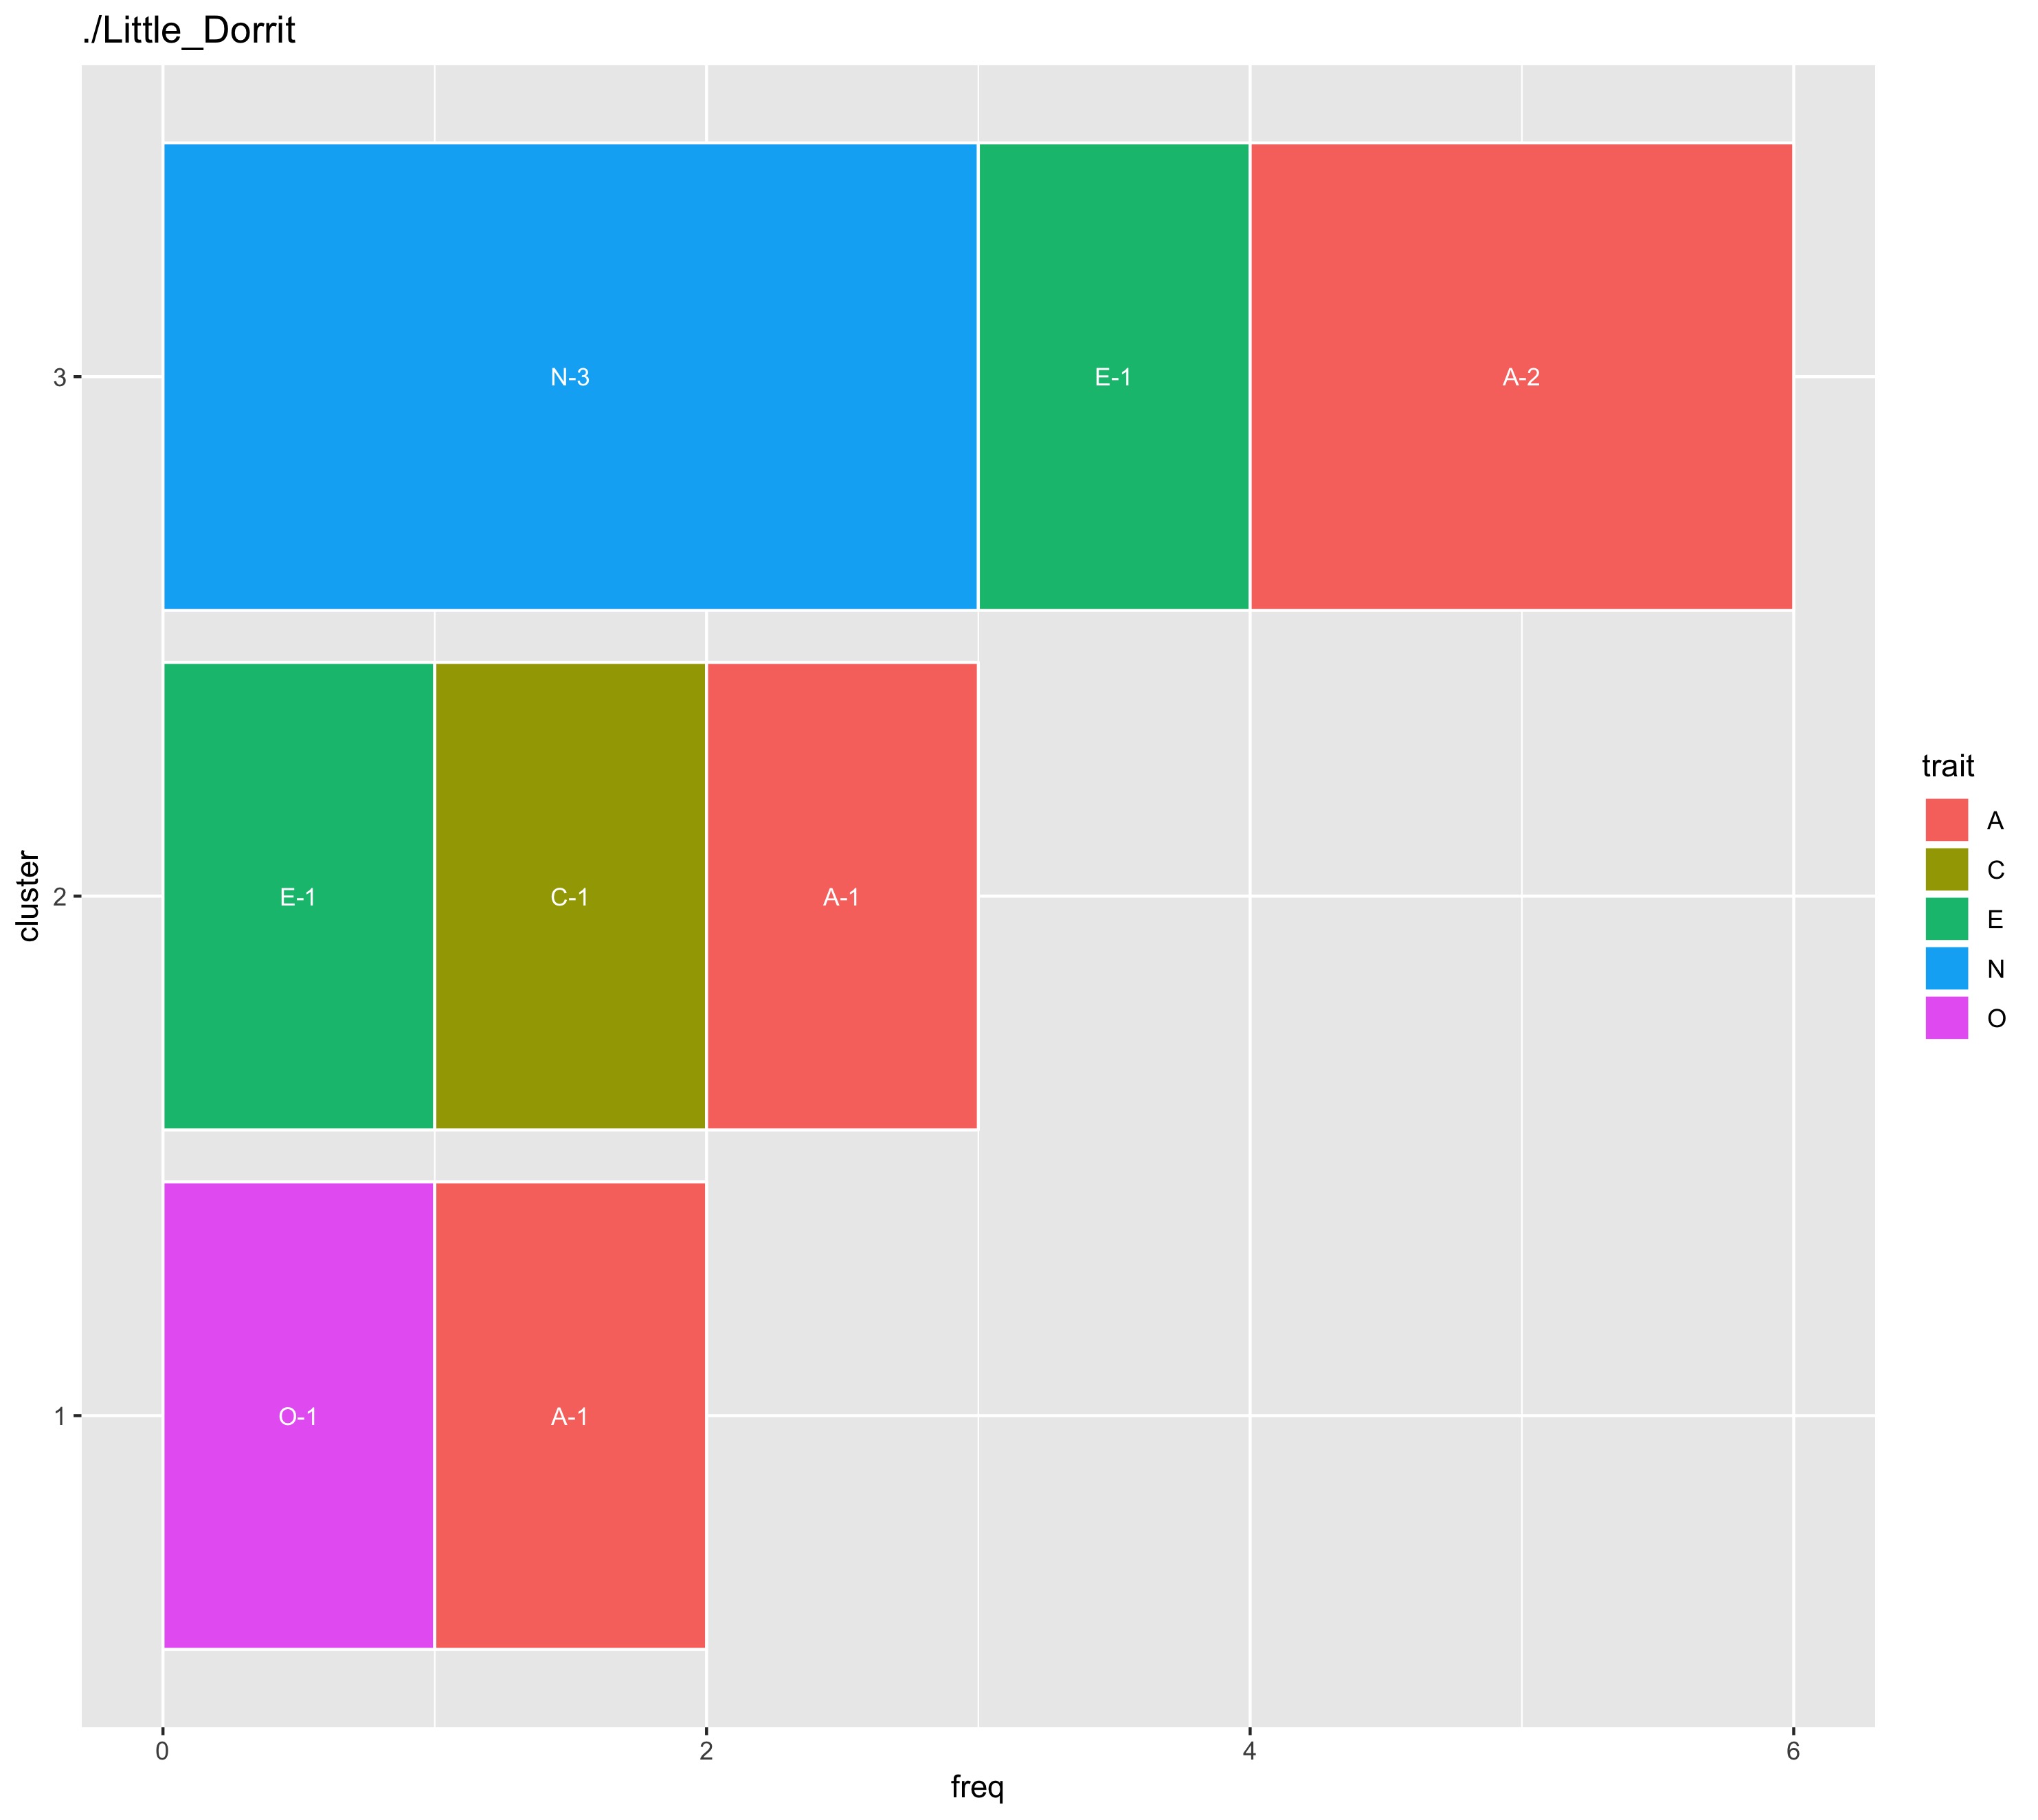 ./Little_Dorrit
3
N-3
E-1
A-2
cluster
2
E-1
C-1
A-1
1
O-1
A-1
0
2
4
6
freq
trait
A
C
E
N
O